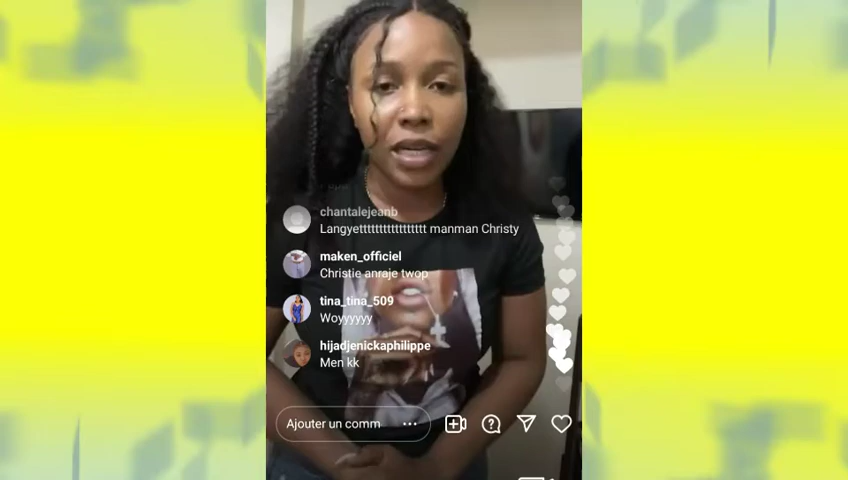 chantalejeanb
Langyettttttttttttttttt manman Christy
maken_officiel
Christie anraje twop
tina_tina_509
Woyyyyyy
hijadjenickaphilippe
Men kk
Ajouter un comm